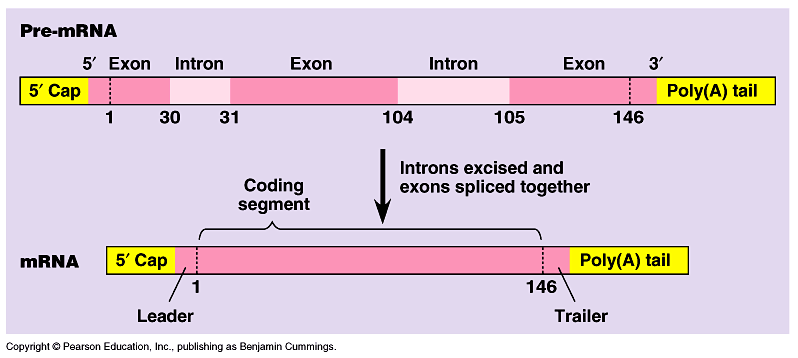 Pre-mRNA
5′ Exon Intron Exon Intron Exon 3′
5′ Cap Poly(A) tail
1 30 31 104 105 146
Introns excised and
exons spliced together
Coding
segment
mRNA 5′ Cap Poly(A) tail
1 146
Leader Trailer
Copyright © Pearson Education, Inc., publishing as Benjamin Cummings.